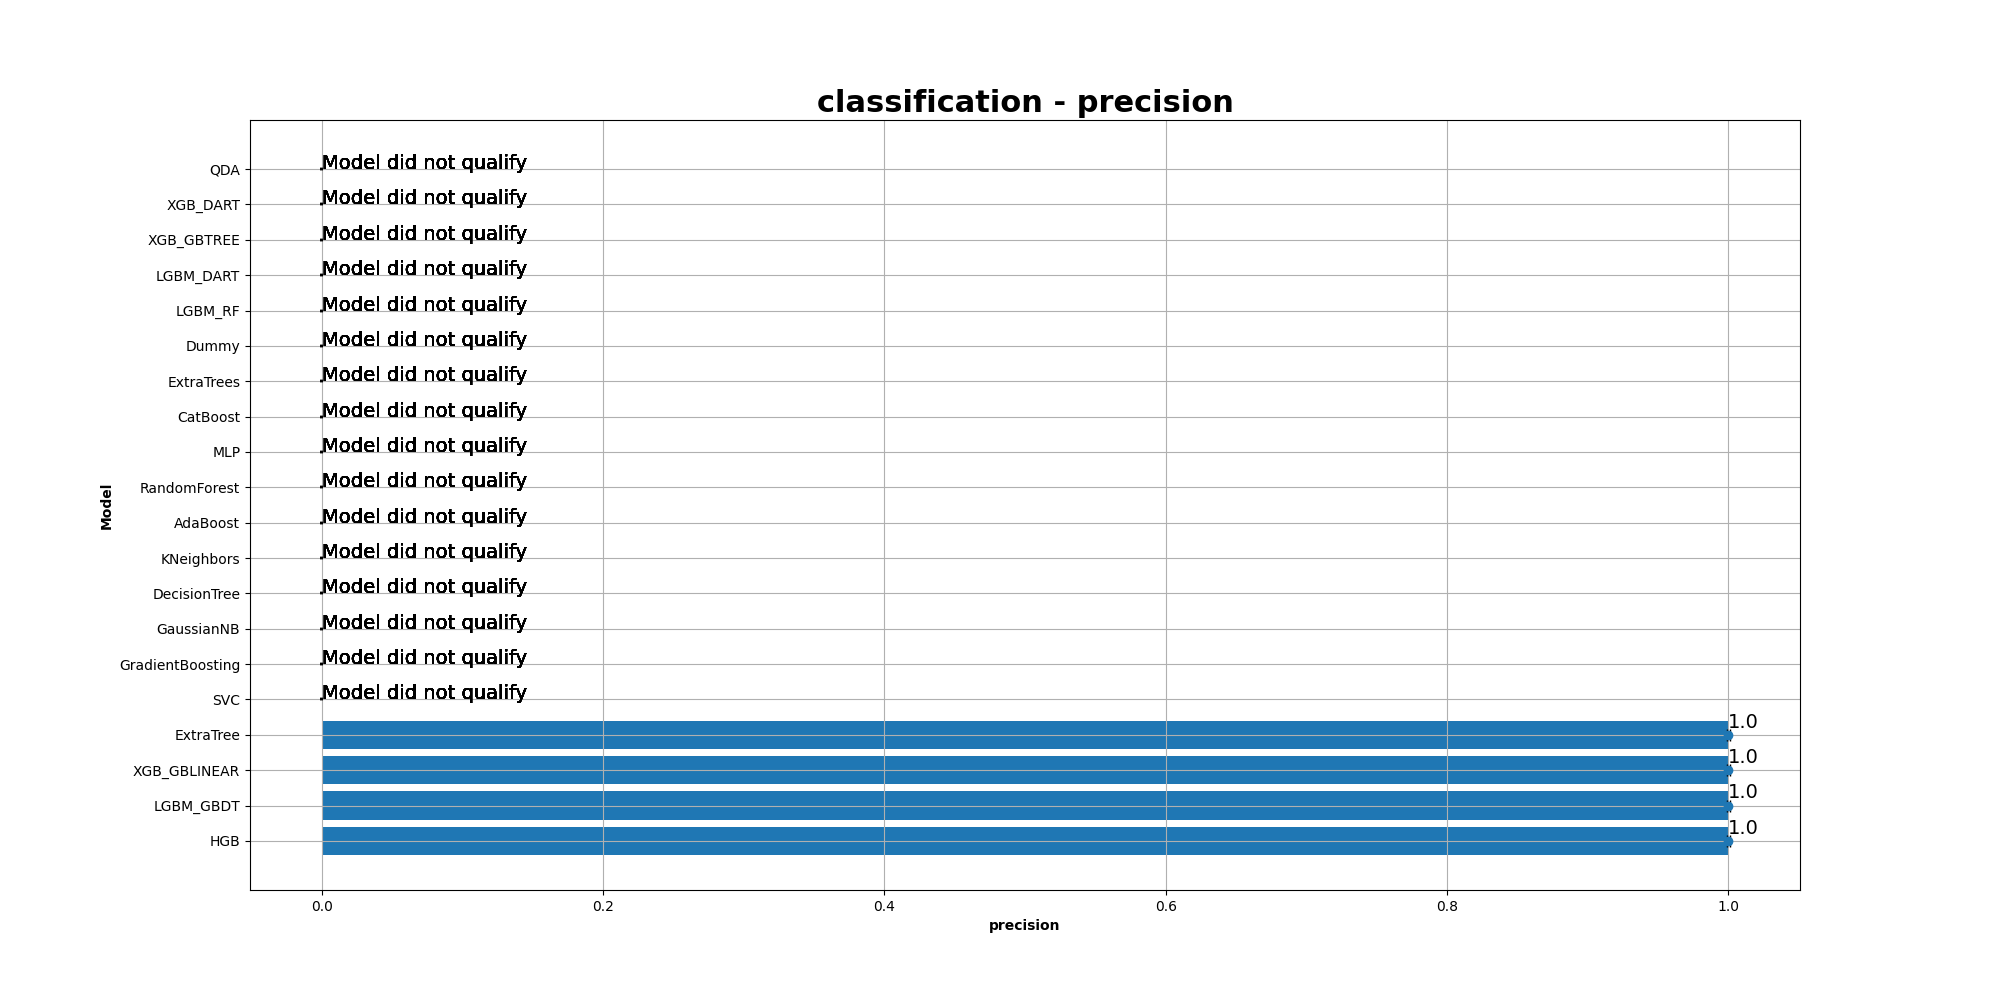 classification - precision
QDA Model did not qualify
XGB_DART Model did not qualify
XGB_GBTREE Model did not qualify
LGBM_DART Model did not qualify
LGBM_RF Model did not qualify
Dummy Model did not qualify
ExtraTrees Model did not qualify
CatBoost Model did not qualify
MLP Model did not qualify
RandomForest Model did not qualify
AdaBoost Model did not qualify
KNeighbors Model did not qualify
DecisionTree Model did not qualify
GaussianNB Model did not qualify
GradientBoosting Model did not qualify
SVC Model did not qualify
ExtraTree 1.0
XGB_GBLINEAR 1.0
LGBM_GBDT 1.0
HGB 1.0
Model
0.0 0.2 0.4 0.6 0.8 1.0
precision